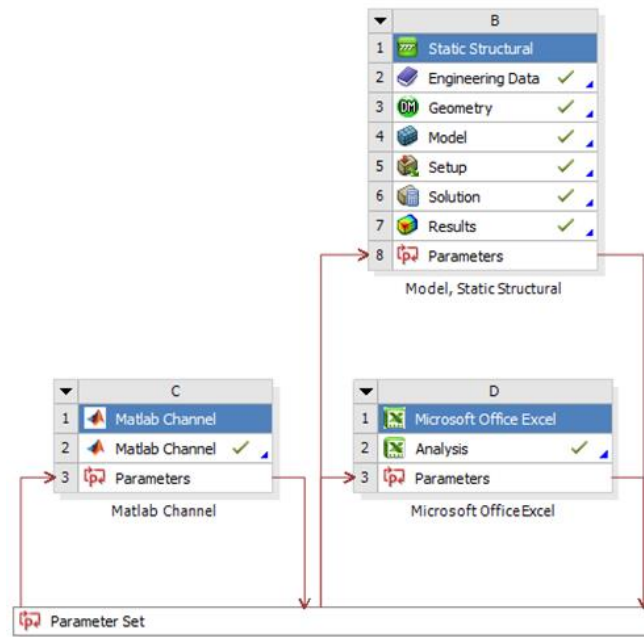 B
1 Static Structural
2 Engineering Data
3 Geometry
4 Model
5 Setup
6 Solution
7 Results
8 Parameters
Model, Static Structural
C
1 Matlab Channel
2 Matlab Channel
3 Parameters
Matlab Channel
D
1 Microsoft Office Excel
2 Analysis
3 Parameters
Microsoft Office Excel
Parameter Set